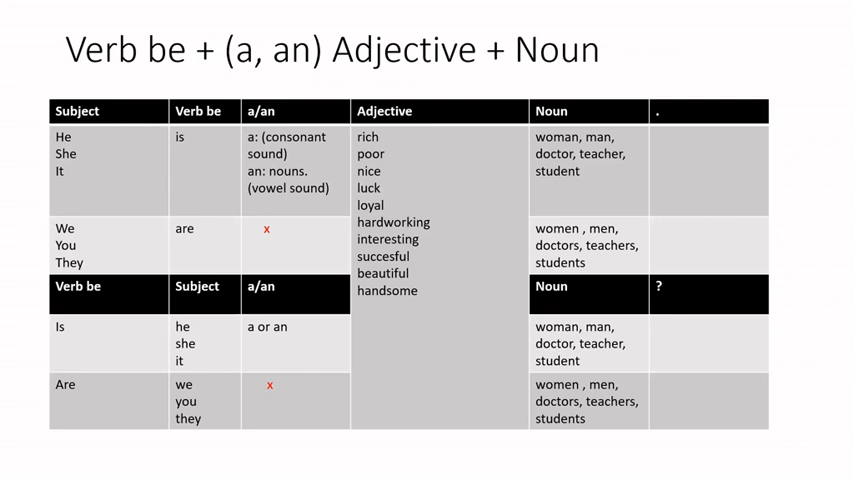 Verb be + (a, an) Adjective + Noun
Subject Verb be a/an Adjective Noun .
He
She
It
is
a: (consonant
sound)
an: nouns.
(vowel sound)
rich
poor
nice
luck
loyal
hardworking
interesting
succesful
beautiful
handsome
woman, man,
doctor, teacher,
student
We
You
They
are
x
women , men,
doctors, teachers,
students
Verb be Subject a/an Noun ?
Is
he
she
it
a or an
woman, man,
doctor, teacher,
student
Are
we
you
they
x
women , men,
doctors, teachers,
students